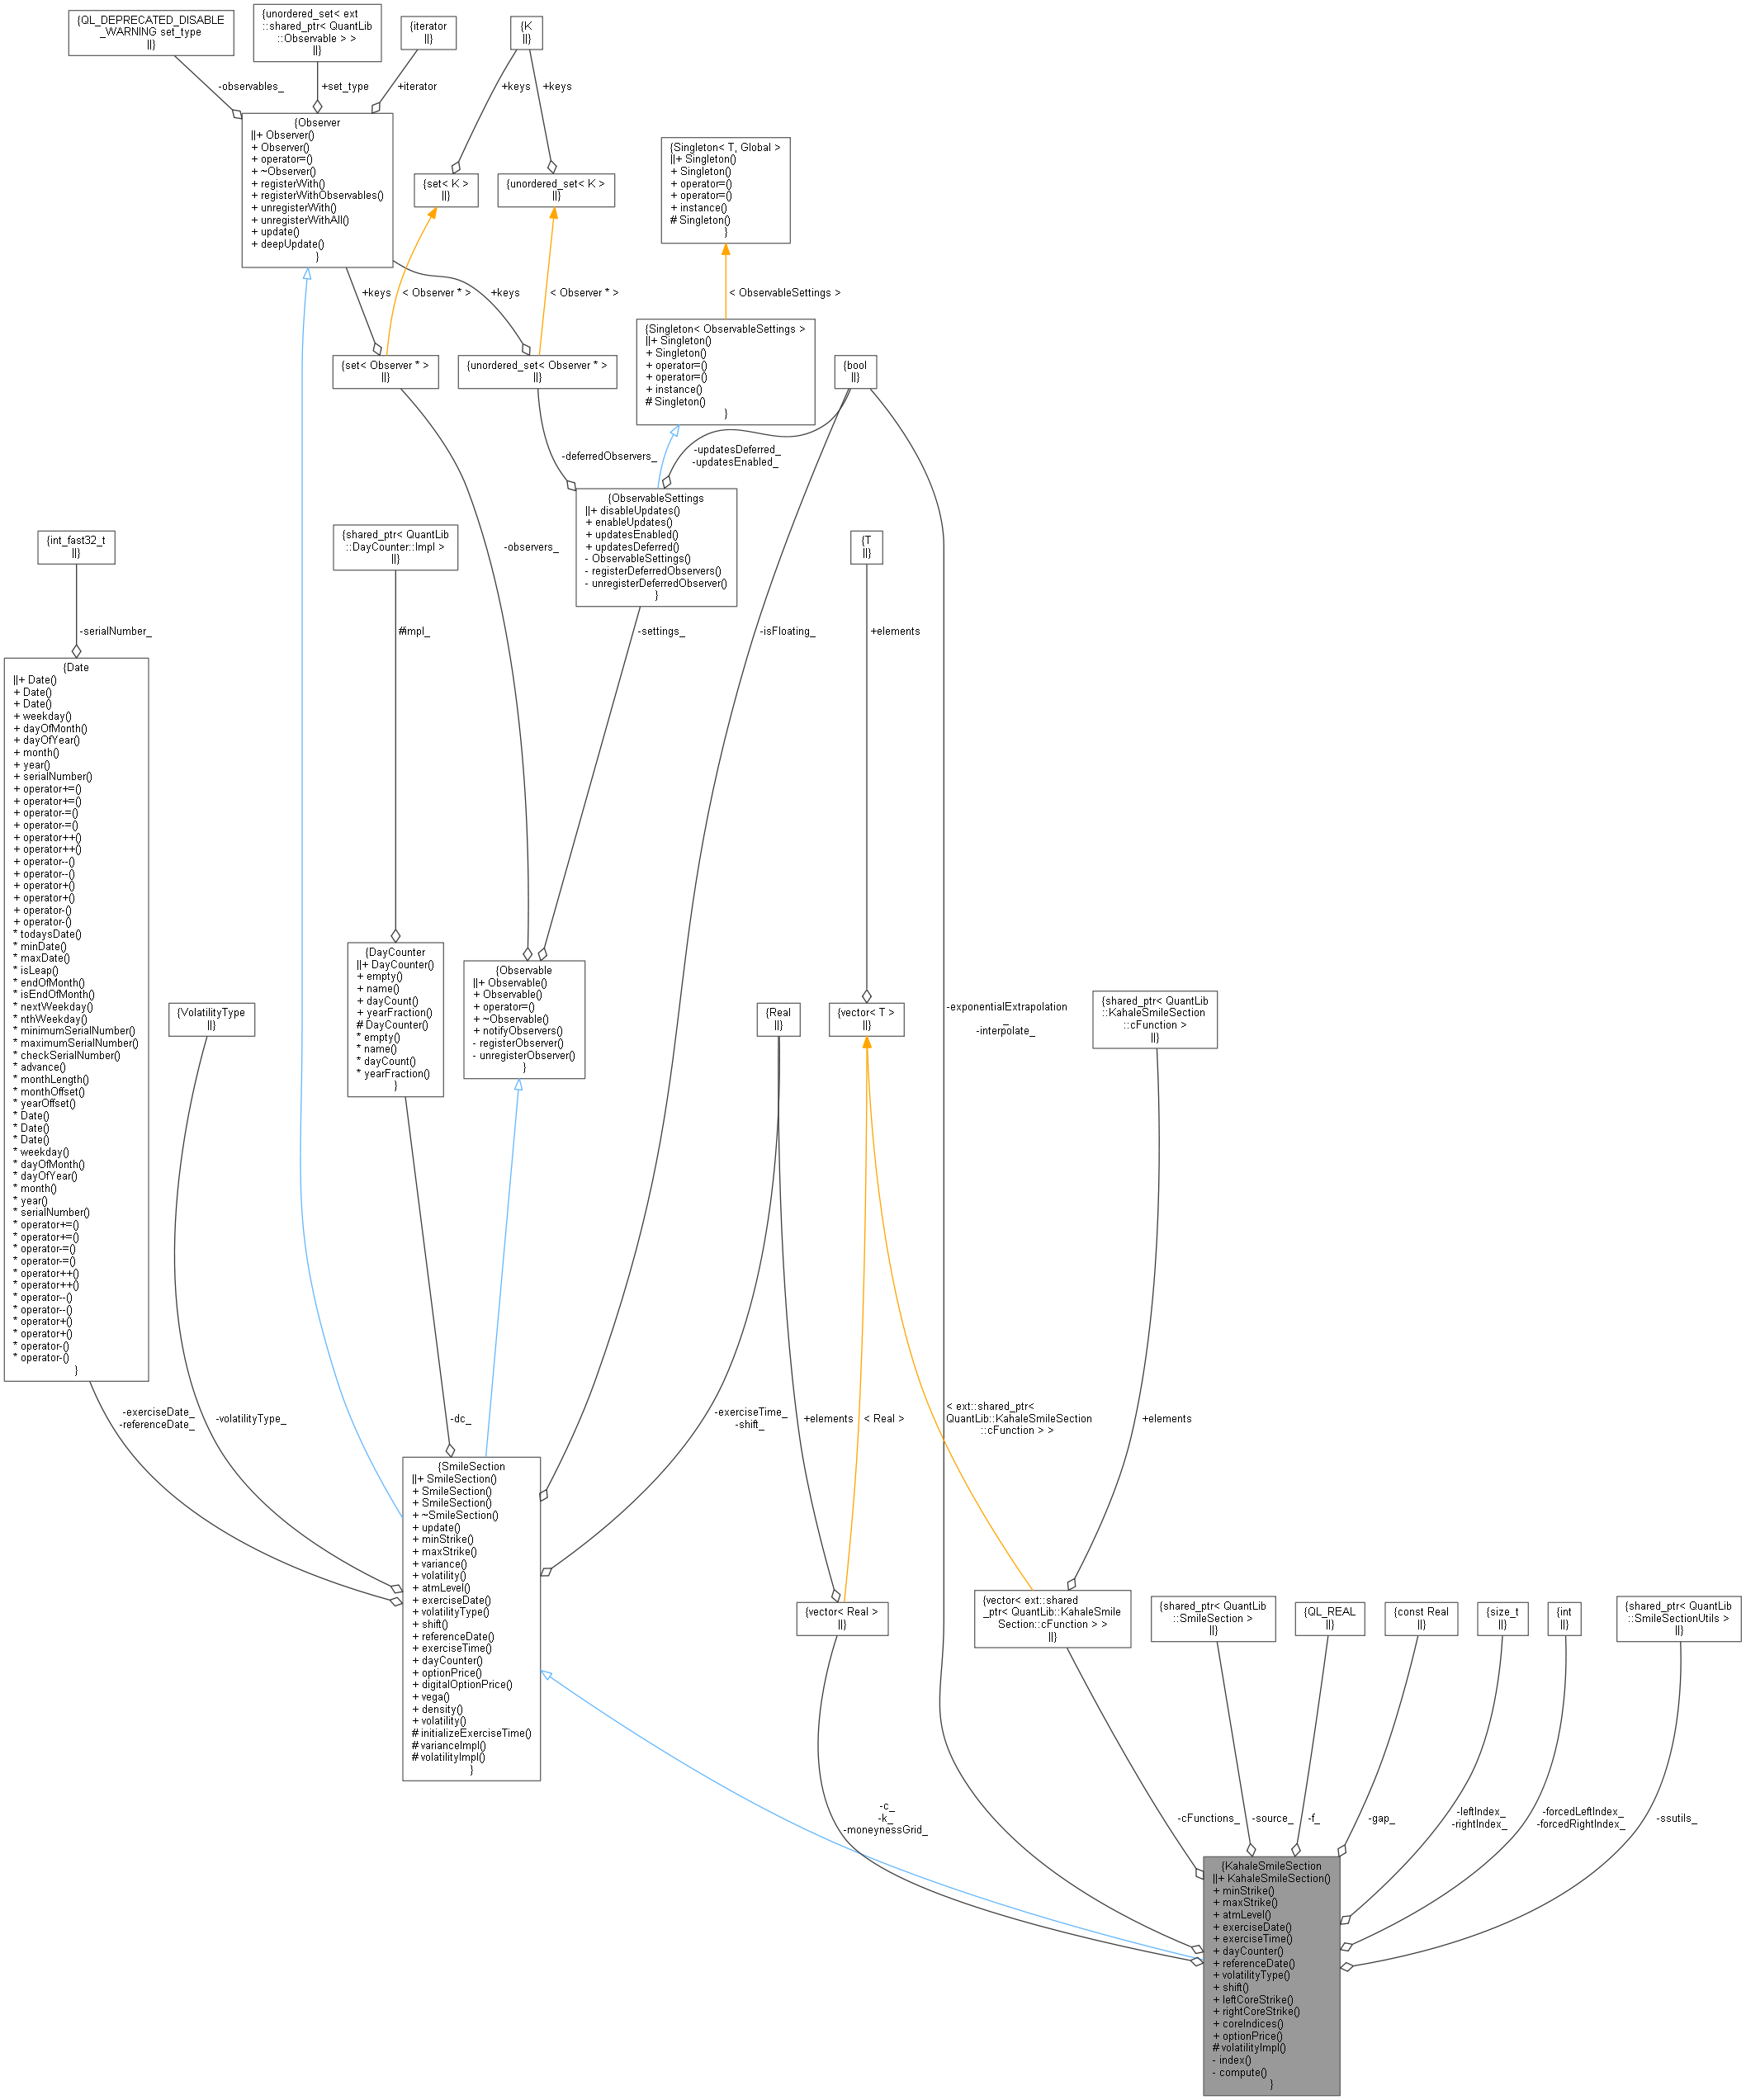 {QL_DEPRECATED_DISABLE
_WARNING set_type
||}
{unordered_set< ext
::shared_ptr< QuantLib
::Observable > >
||}
{iterator
||}
{K
||}
-observables_
+set_type
+iterator
+keys
+keys
{Observer
||+ Observer()
+ Observer()
+ operator=()
+ ~Observer()
+ registerWith()
+ registerWithObservables()
+ unregisterWith()
+ unregisterWithAll()
+ update()
+ deepUpdate()
}
{set< K >
||}
{unordered_set< K >
||}
{Singleton< T, Global >
||+ Singleton()
+ Singleton()
+ operator=()
+ operator=()
+ instance()
# Singleton()
}
+keys
< Observer * >
+keys
< Observer * >
< ObservableSettings >
{set< Observer * >
||}
{unordered_set< Observer * >
||}
{Singleton< ObservableSettings >
||+ Singleton()
+ Singleton()
+ operator=()
+ operator=()
+ instance()
# Singleton()
}
{bool
||}
-deferredObservers_
-updatesDeferred_
-updatesEnabled_
{int_fast32_t
||}
{shared_ptr< QuantLib
::DayCounter::Impl >
||}
-observers_
{ObservableSettings
||+ disableUpdates()
+ enableUpdates()
+ updatesEnabled()
+ updatesDeferred()
- ObservableSettings()
- registerDeferredObservers()
- unregisterDeferredObserver()
}
{T
||}
-serialNumber_
#impl_
-settings_
-isFloating_
+elements
{Date
||+ Date()
+ Date()
+ Date()
+ weekday()
+ dayOfMonth()
+ dayOfYear()
+ month()
+ year()
+ serialNumber()
+ operator+=()
+ operator+=()
+ operator-=()
+ operator-=()
+ operator++()
+ operator++()
+ operator--()
+ operator--()
+ operator+()
+ operator+()
+ operator-()
+ operator-()
* todaysDate()
* minDate()
* maxDate()
* isLeap()
* endOfMonth()
* isEndOfMonth()
* nextWeekday()
* nthWeekday()
* minimumSerialNumber()
* maximumSerialNumber()
* checkSerialNumber()
* advance()
* monthLength()
* monthOffset()
* yearOffset()
* Date()
* Date()
* Date()
* weekday()
* dayOfMonth()
* dayOfYear()
* month()
* year()
* serialNumber()
* operator+=()
* operator+=()
* operator-=()
* operator-=()
* operator++()
* operator++()
* operator--()
* operator--()
* operator+()
* operator+()
* operator-()
* operator-()
}
{VolatilityType
||}
{DayCounter
||+ DayCounter()
+ empty()
+ name()
+ dayCount()
+ yearFraction()
# DayCounter()
* empty()
* name()
* dayCount()
* yearFraction()
}
{Observable
||+ Observable()
+ Observable()
+ operator=()
+ ~Observable()
+ notifyObservers()
- registerObserver()
- unregisterObserver()
}
{Real
||}
{vector< T >
||}
-exponentialExtrapolation
_
-interpolate_
{shared_ptr< QuantLib
::KahaleSmileSection
::cFunction >
||}
-exerciseDate_
-referenceDate_
-volatilityType_
-dc_
-exerciseTime_
-shift_
+elements
< Real >
< ext::shared_ptr<
QuantLib::KahaleSmileSection
::cFunction > >
+elements
{SmileSection
||+ SmileSection()
+ SmileSection()
+ SmileSection()
+ ~SmileSection()
+ update()
+ minStrike()
+ maxStrike()
+ variance()
+ volatility()
+ atmLevel()
+ exerciseDate()
+ volatilityType()
+ shift()
+ referenceDate()
+ exerciseTime()
+ dayCounter()
+ optionPrice()
+ digitalOptionPrice()
+ vega()
+ density()
+ volatility()
# initializeExerciseTime()
# varianceImpl()
# volatilityImpl()
}
{vector< Real >
||}
{vector< ext::shared
_ptr< QuantLib::KahaleSmile
Section::cFunction > >
||}
{shared_ptr< QuantLib
::SmileSection >
||}
{QL_REAL
||}
{const Real
||}
{size_t
||}
{int
||}
{shared_ptr< QuantLib
::SmileSectionUtils >
||}
-c_
-k_
-moneynessGrid_
-cFunctions_
-source_
-f_
-gap_
-leftIndex_
-rightIndex_
-forcedLeftIndex_
-forcedRightIndex_
-ssutils_
{KahaleSmileSection
||+ KahaleSmileSection()
+ minStrike()
+ maxStrike()
+ atmLevel()
+ exerciseDate()
+ exerciseTime()
+ dayCounter()
+ referenceDate()
+ volatilityType()
+ shift()
+ leftCoreStrike()
+ rightCoreStrike()
+ coreIndices()
+ optionPrice()
# volatilityImpl()
- index()
- compute()
}